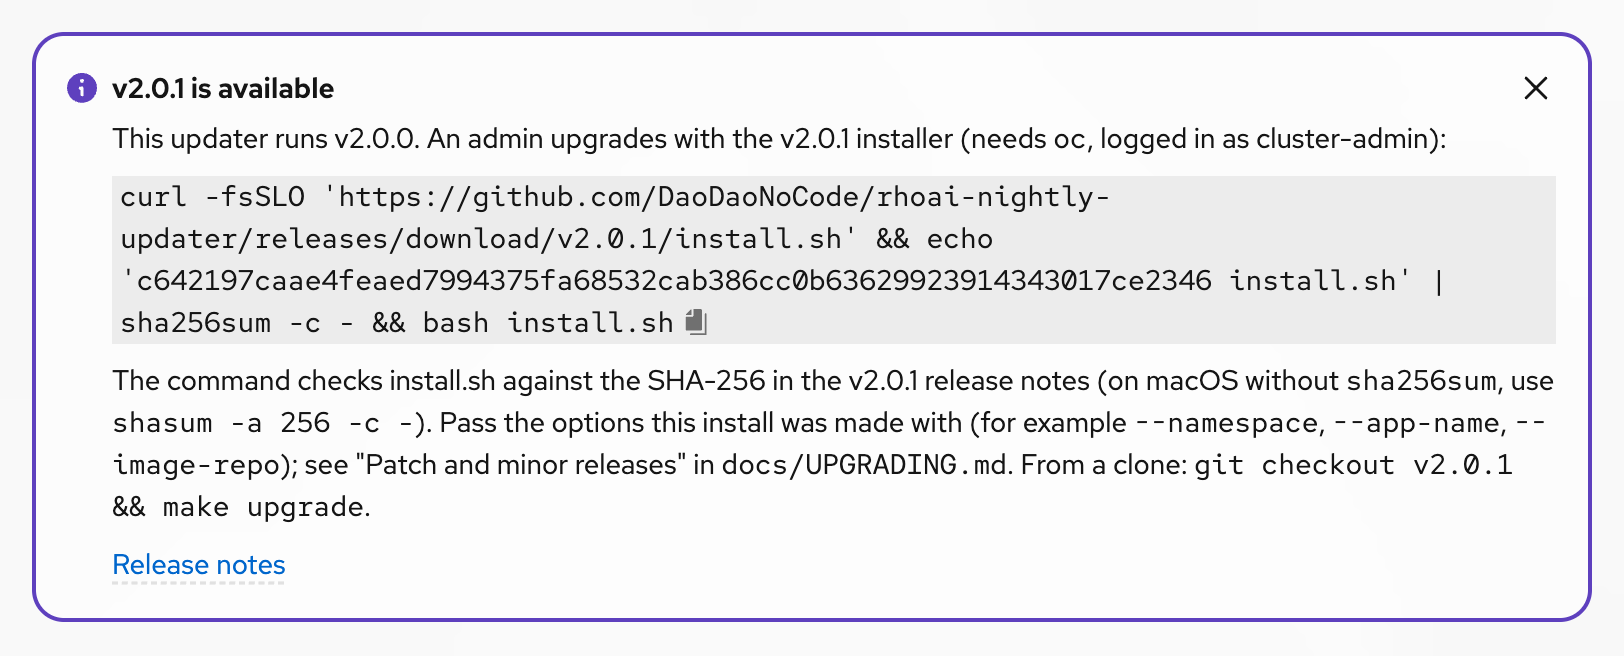 v2.0.1 is available
This updater runs v2.0.0. An admin upgrades with the v2.0.1 installer (needs oc, logged in as cluster-admin):
curl -fsSLO 'https://github.com/DaoDaoNoCode/rhoai-nightly-
updater/releases/download/v2.0.1/install.sh' && echo
'c642197caae4feaed7994375fa68532cab386cc0b63629923914343017ce2346 install.sh' |
sha256sum -c - && bash install.sh
The command checks install.sh against the SHA-256 in the v2.0.1 release notes (on macOS without sha256sum, use
shasum -a 256 -c -). Pass the options this install was made with (for example --namespace, --app-name, --
image-repo); see "Patch and minor releases" in docs/UPGRADING.md. From a clone: git checkout v2.0.1
&& make upgrade.
Release notes